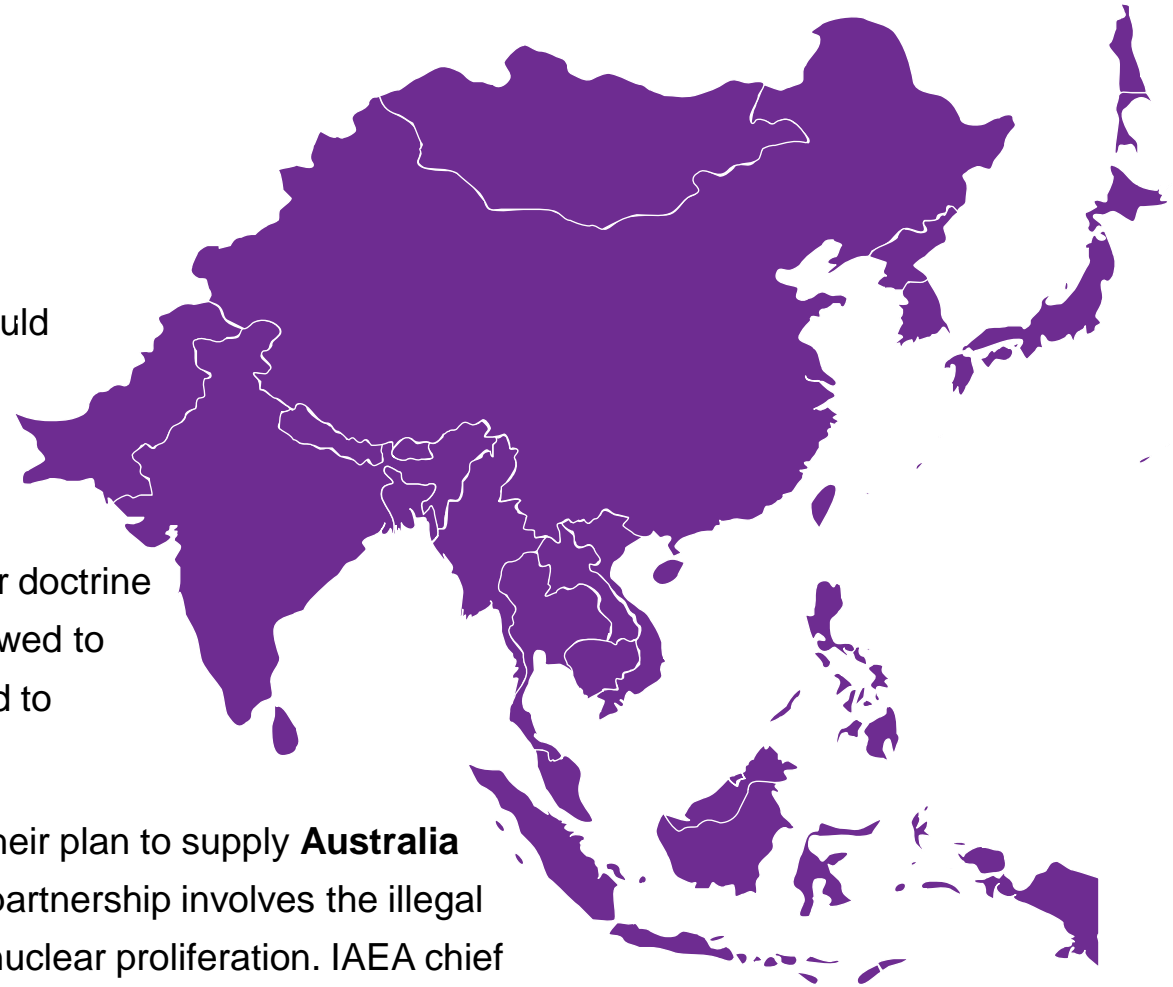 uld
r doctrine
wed to
d to
heir plan to supply Australia
partnership involves the illegal
nuclear proliferation. IAEA chief